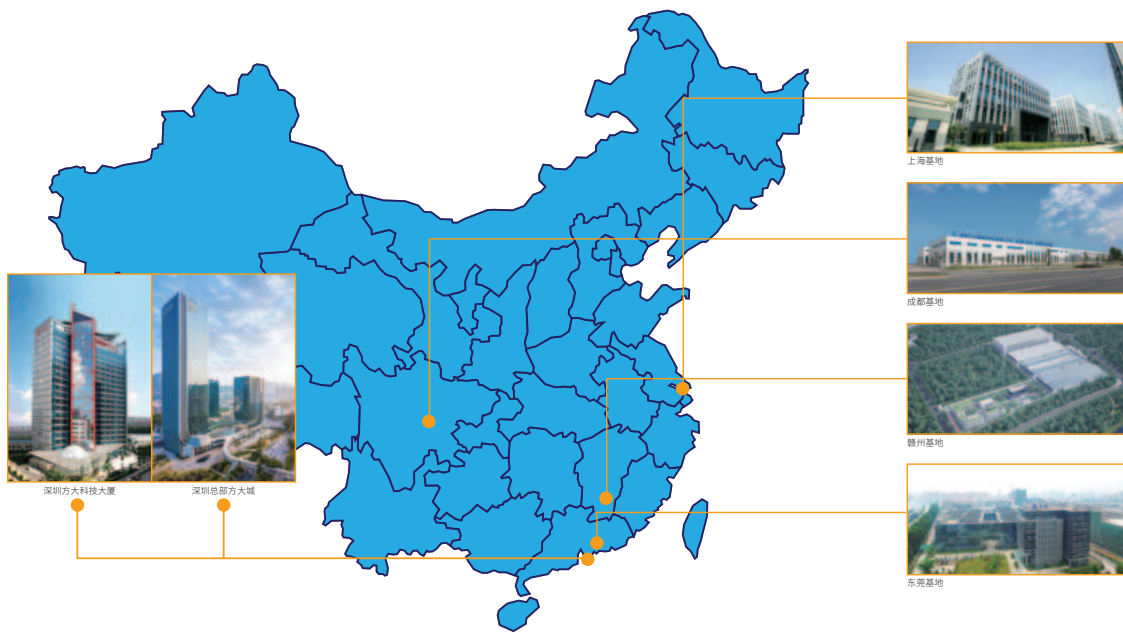 上海基地
成都基地
赣州基地
东莞基地
深圳方大科技大厦
深圳总部方大城